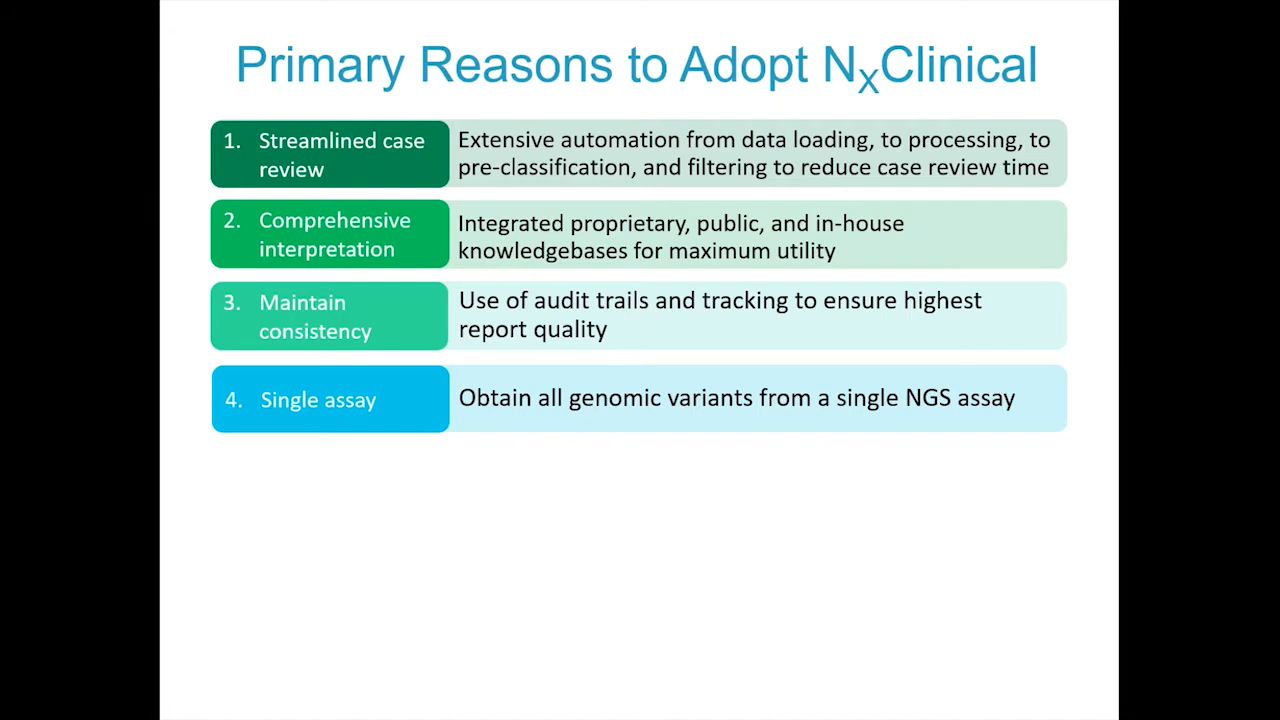 Primary Reasons to Adopt NXClinical
1. Streamlined case
review
Extensive automation from data loading, to processing, to
pre-classification, and filtering to reduce case review time
2. Comprehensive
interpretation
Integrated proprietary, public, and in-house
knowledgebases for maximum utility
3. Maintain
consistency
Use of audit trails and tracking to ensure highest
report quality
4. Single assay
Obtain all genomic variants from a single NGS assay